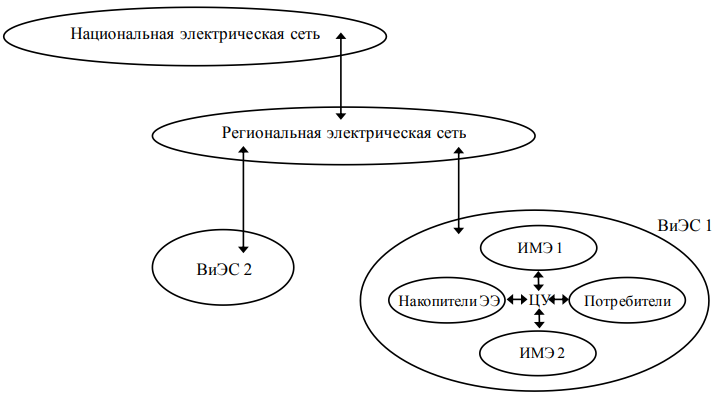 Национальная электрическая сеть
Региональная электрическая сеть
ВиЭС 2
ВиЭС 1
ИМЭ 1
Накопители ЭЭ
ЦУ
Потребители
ИМЭ 2